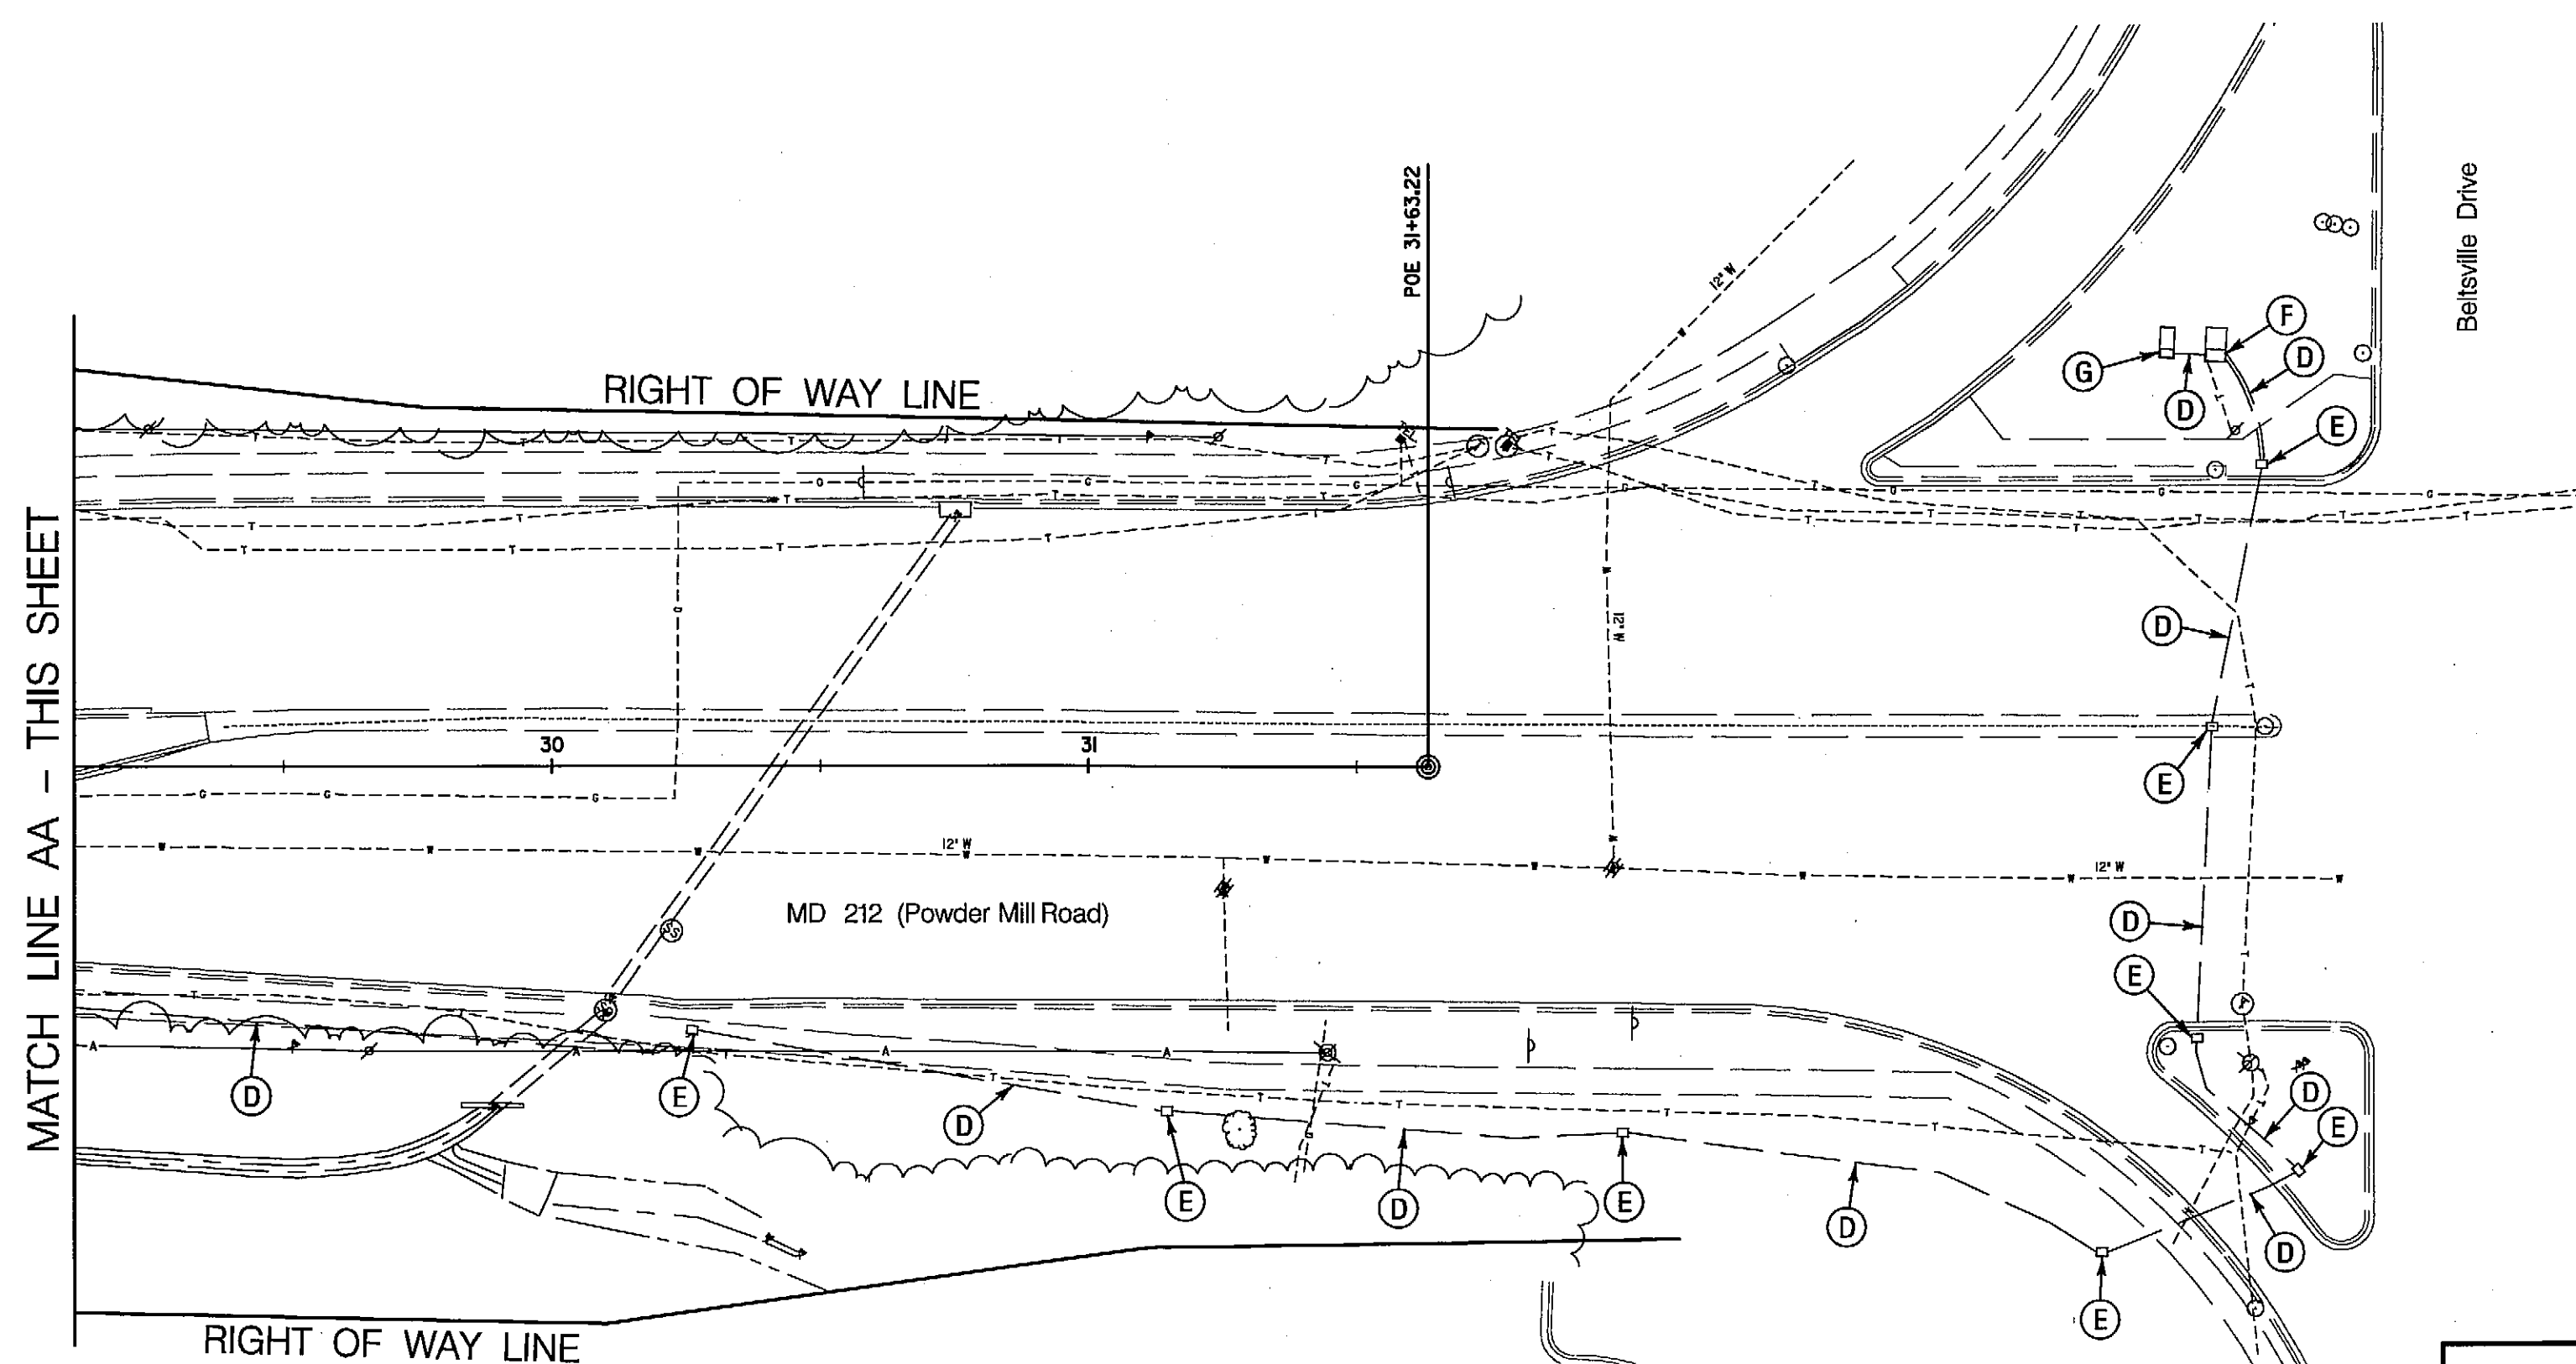 POE 31+63.22
Beltsville Drive
12" W
RIGHT OF WAY LINE
F
D
G
D
E
T T T T T
G G G G G
T T T T
T T T T
MATCH LINE AA - THIS SHEET
12" W
D
30
31
E
G G G
W W 12" W W W W W 12" W W
MD 212 (Powder Mill Road)
D
E
SS
A A A A
D
E
D
E
D
E
D
D
E
D
E
RIGHT OF WAY LINE